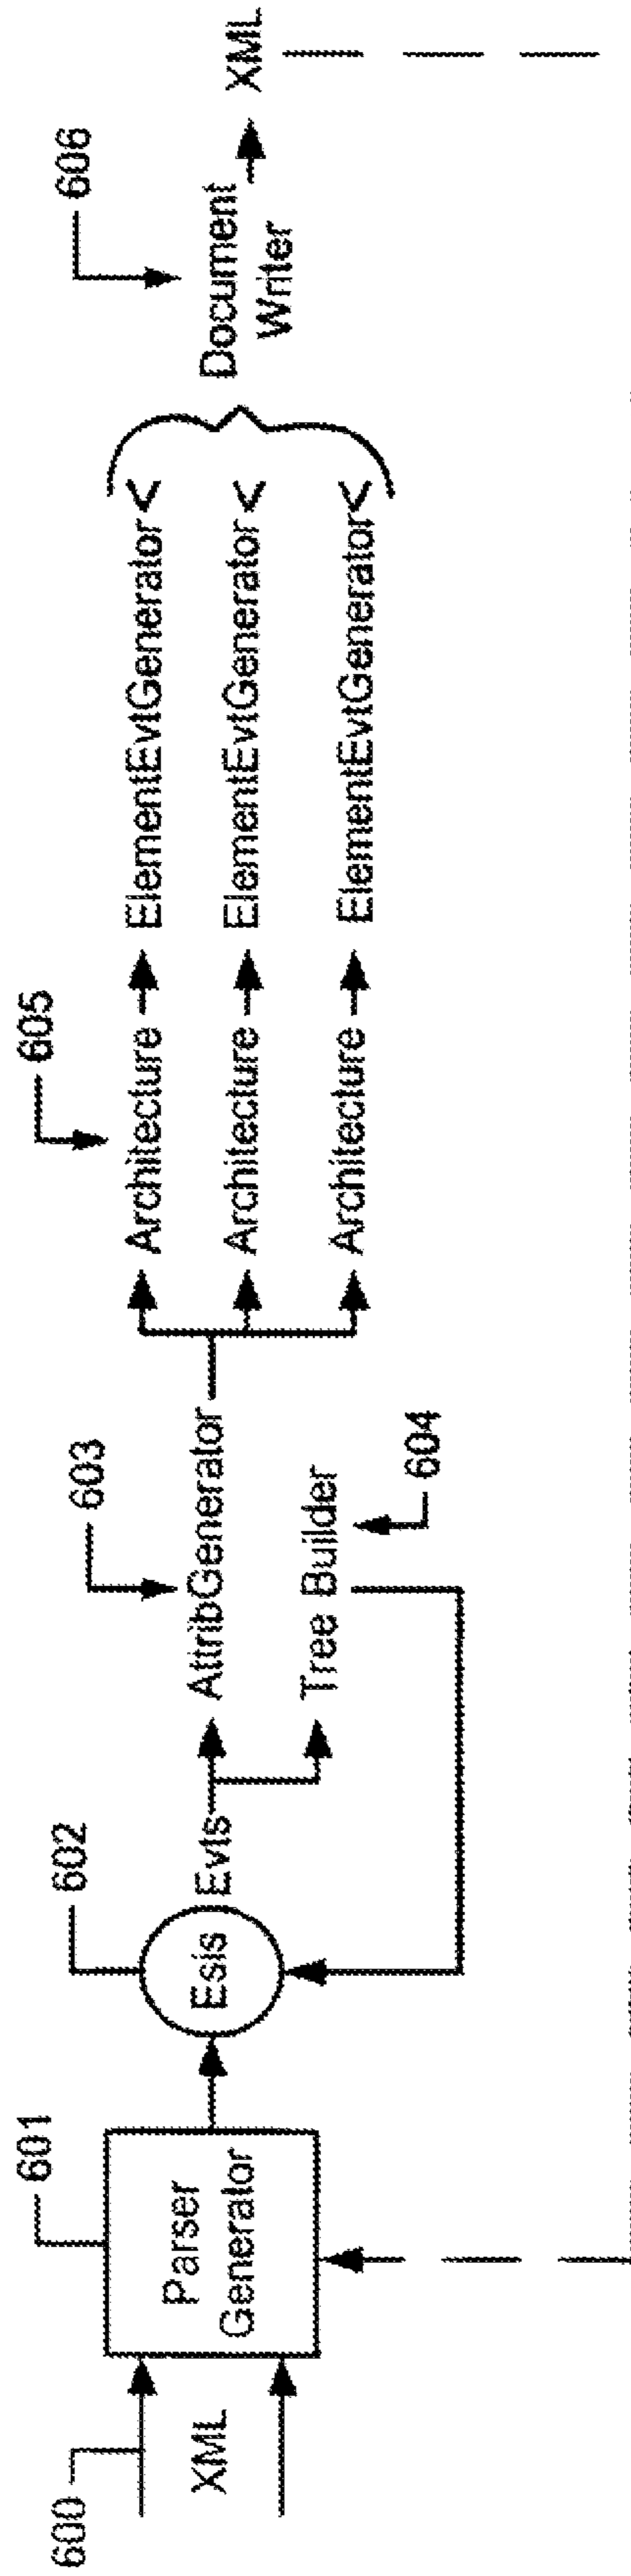 600
XML
601
Parser
Generator
602
Esis
Evts
603
AttribGenerator
Tree Builder
604
605
Architecture
ElementEvtGenerator
Architecture
ElementEvtGenerator
Architecture
ElementEvtGenerator
606
Document
Writer
XML